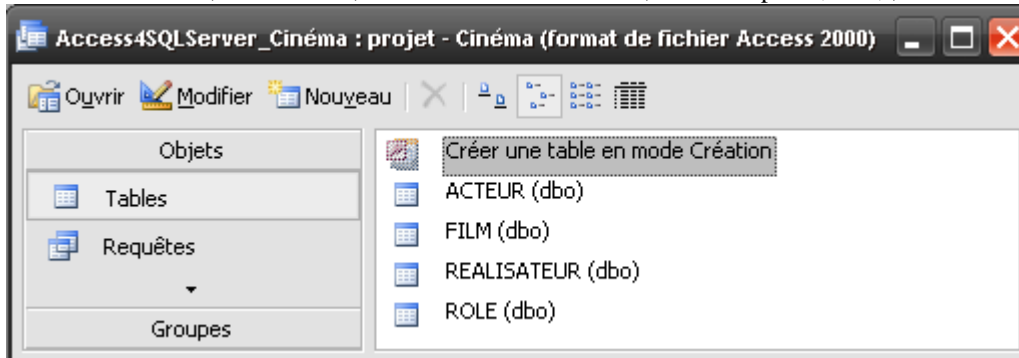 Access4SQLServer_Cinéma : projet - Cinéma (format de fichier Access 2000)
Ouvrir Modifier Nouveau
Objets
Tables
Requêtes
Groupes
Créer une table en mode Création
ACTEUR (dbo)
FILM (dbo)
REALISATEUR (dbo)
ROLE (dbo)